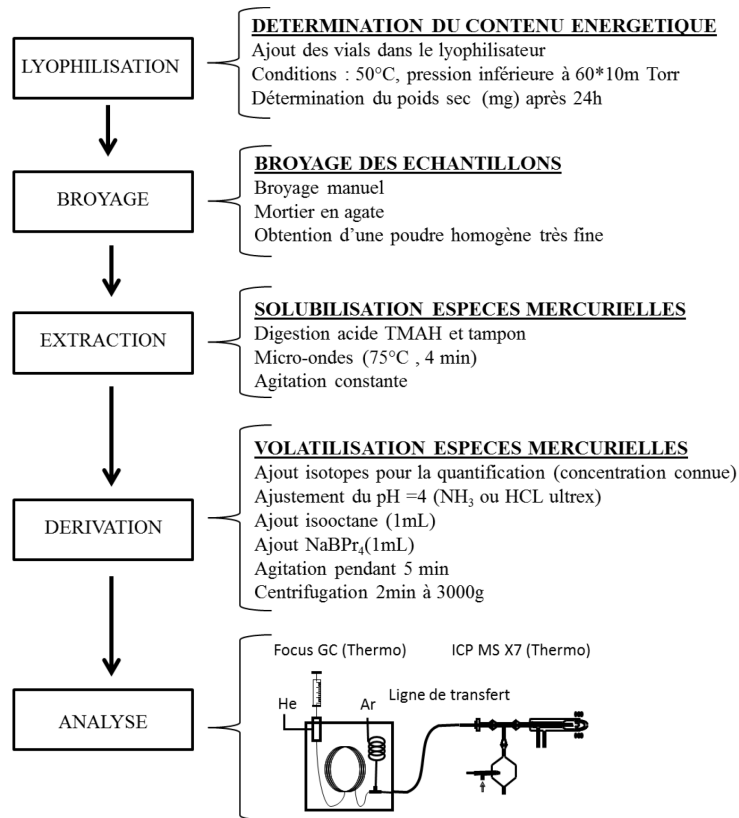 LYOPHILISATION
DETERMINATION DU CONTENU ENERGETIQUE
Ajout des vials dans le lyophilisateur
Conditions : 50°C, pression inférieure à 60*10m Torr
Détermination du poids sec (mg) après 24h
BROYAGE
BROYAGE DES ECHANTILLONS
Broyage manuel
Mortier en agate
Obtention d’une poudre homogène très fine
EXTRACTION
SOLUBILISATION ESPECES MERCURIELLES
Digestion acide TMAH et tampon
Micro-ondes (75°C , 4 min)
Agitation constante
DERIVATION
VOLATILISATION ESPECES MERCURIELLES
Ajout isotopes pour la quantification (concentration connue)
Ajustement du pH =4 (NH₃ ou HCL ultrex)
Ajout isooctane (1mL)
Ajout NaBPr₄(1mL)
Agitation pendant 5 min
Centrifugation 2min à 3000g
ANALYSE
Focus GC (Thermo)
ICP MS X7 (Thermo)
He
Ar
Ligne de transfert